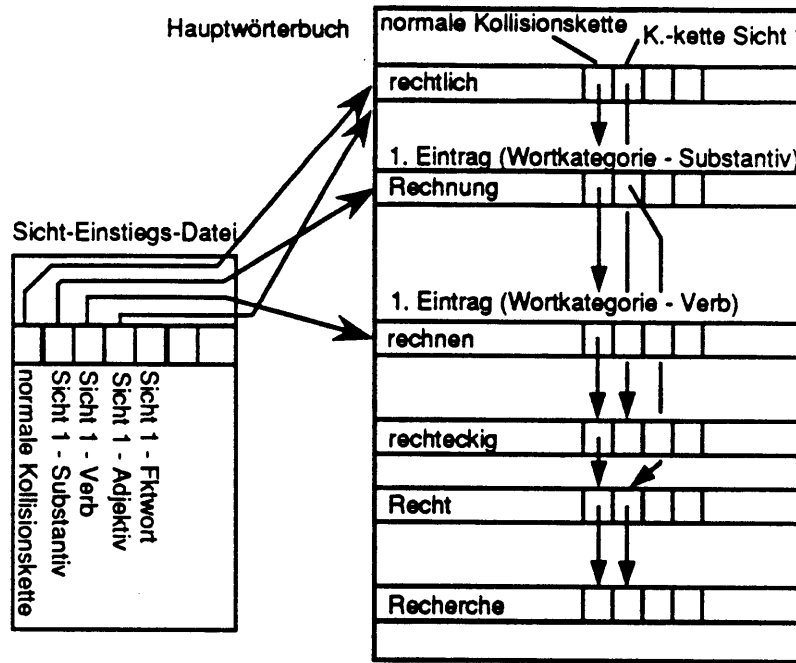 Hauptwörterbuch
normale Kollisionskette
K.-kette Sicht
rechtlich
1. Eintrag (Wortkategorie - Substantiv)
Rechnung
Sicht-Einstiegs-Datei
1. Eintrag (Wortkategorie - Verb)
rechnen
normale Kollisionskette
Sicht 1 - Substantiv
Sicht 1 - Verb
Sicht 1 - Adjektiv
Sicht 1 - Fktwort
rechteckig
Recht
Recherche